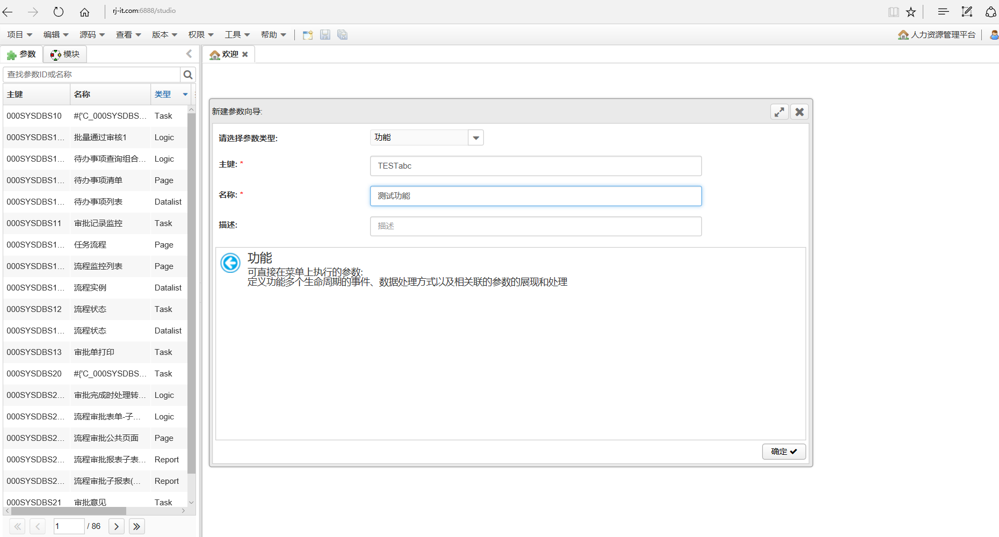 rj-it.com:6888/studio
项目 编辑 源码 查看 版本 权限 工具 帮助 人力资源管理平台
参数 模块 欢迎
查找参数ID或名称
主键 名称 类型
000SYSDBS10 #{'C_000SYSDBS... Task
000SYSDBS1... 批量通过审核1 Logic
000SYSDBS1... 待办事项查询组合... Logic
000SYSDBS1... 待办事项清单 Page
000SYSDBS1... 待办事项列表 Datalist
000SYSDBS11 审批记录监控 Task
000SYSDBS1... 任务流程 Page
000SYSDBS1... 流程监控列表 Page
000SYSDBS1... 流程实例 Datalist
000SYSDBS12 流程状态 Task
000SYSDBS1... 流程状态 Datalist
000SYSDBS13 审批单打印 Task
000SYSDBS20 #{'C_000SYSDBS... Task
000SYSDBS2... 审批完成时处理转... Logic
000SYSDBS2... 流程审批表单-子... Logic
000SYSDBS2... 流程审批公共页面 Page
000SYSDBS2... 流程审批报表子表... Report
000SYSDBS2... 流程审批子报表(... Report
000SYSDBS21 审批意见 Task
1 / 86
新建参数向导:
请选择参数类型: 功能
主键: * TESTabc
名称: * 测试功能
描述: 描述
功能
可直接在菜单上执行的参数:
定义功能多个生命周期的事件、数据处理方式以及相关联的参数的展现和处理
确定